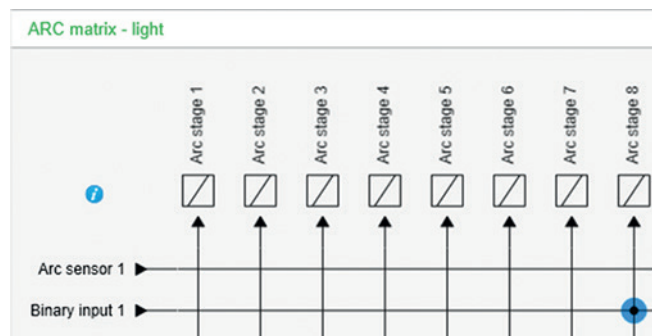 ARC matrix - light
Arc stage 1
Arc stage 2
Arc stage 3
Arc stage 4
Arc stage 5
Arc stage 6
Arc stage 7
Arc stage 8
i
Arc sensor 1
Binary input 1